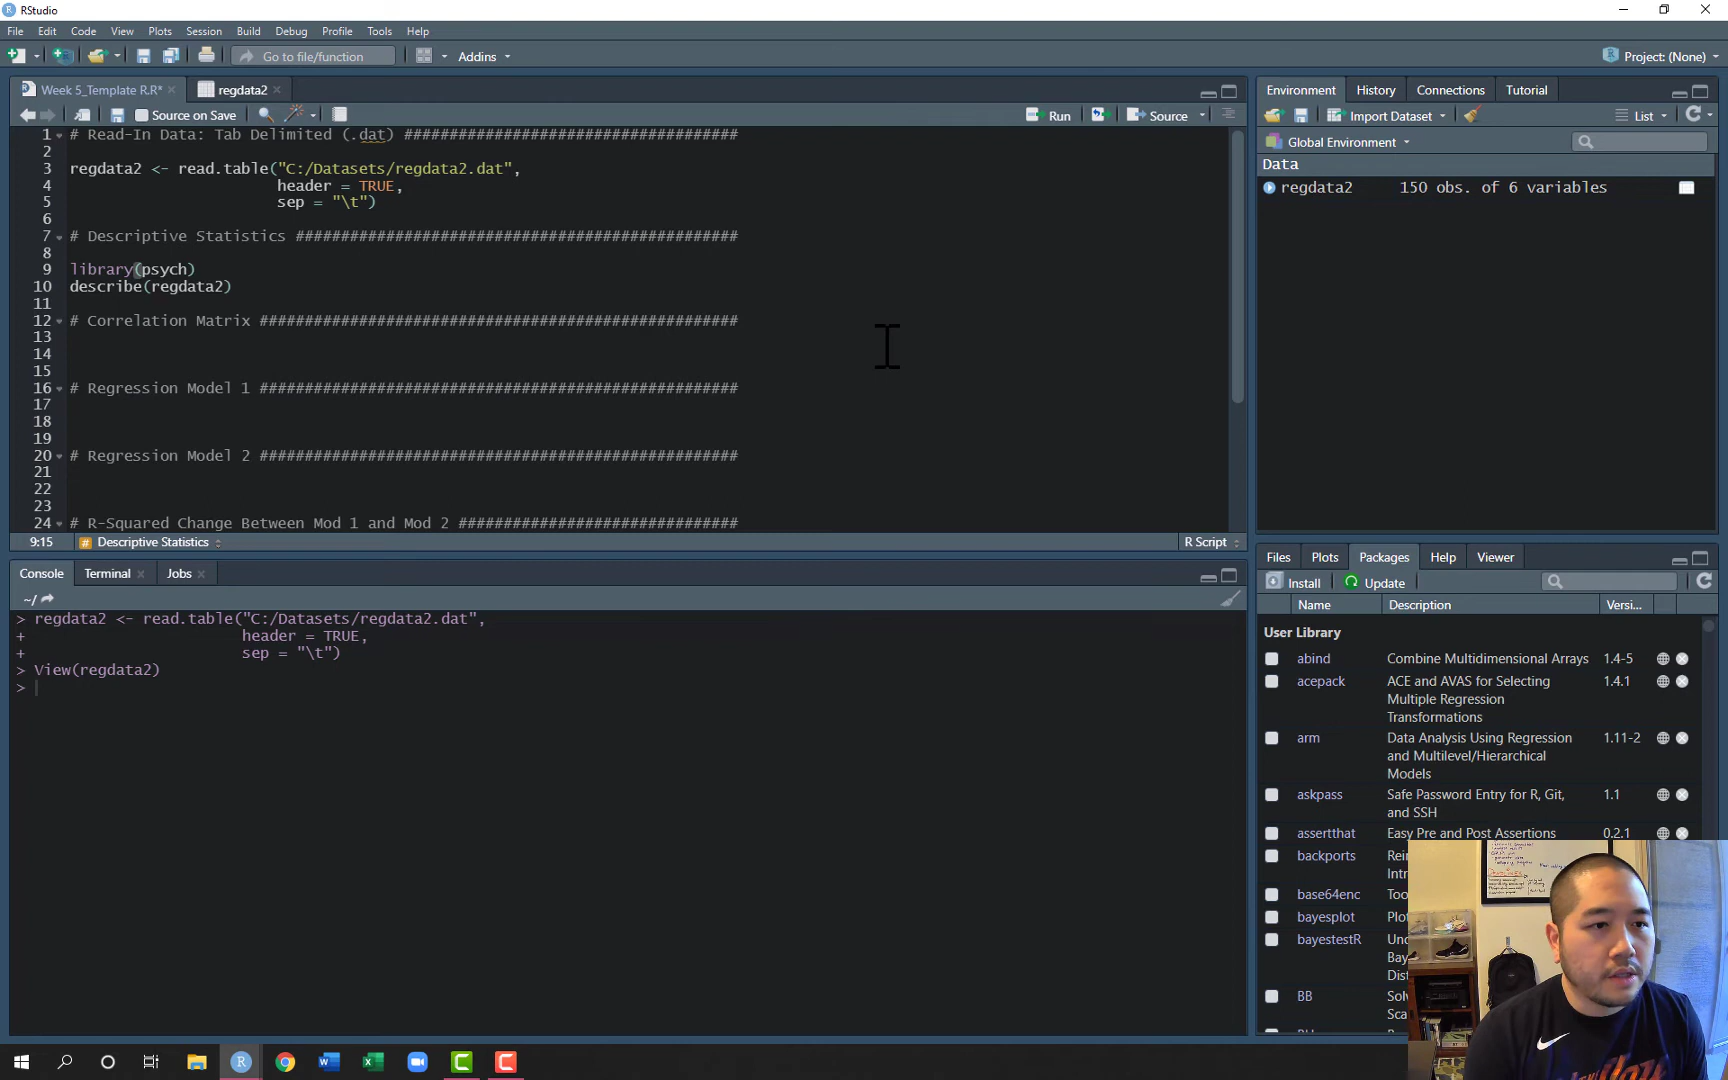 RStudio
File Edit Code View Plots Session Build Debug Profile Tools Help
Go to file/function Addins Project: (None)
Week 5_Template R.R* regdata2
Source on Save Run Source
1 # Read-In Data: Tab Delimited (.dat) #####################################
2
3 regdata2 <- read.table("C:/Datasets/regdata2.dat",
4 header = TRUE,
5 sep = "\t")
6
7 # Descriptive Statistics #################################################
8
9 library(psych)
10 describe(regdata2)
11
12 # Correlation Matrix #####################################################
13
14
15
16 # Regression Model 1 #####################################################
17
18
19
20 # Regression Model 2 #####################################################
21
22
23
24 # R-Squared Change Between Mod 1 and Mod 2 ###############################
9:15 Descriptive Statistics R Script
Console Terminal Jobs
~/
> regdata2 <- read.table("C:/Datasets/regdata2.dat",
+ header = TRUE,
+ sep = "\t")
> View(regdata2)
>
Environment History Connections Tutorial
Import Dataset List
Global Environment
Data
regdata2 150 obs. of 6 variables
Files Plots Packages Help Viewer
Install Update
Name Description Versi...
User Library
abind Combine Multidimensional Arrays 1.4-5
acepack ACE and AVAS for Selecting 1.4.1
Multiple Regression
Transformations
arm Data Analysis Using Regression 1.11-2
and Multilevel/Hierarchical
Models
askpass Safe Password Entry for R, Git, 1.1
and SSH
assertthat Easy Pre and Post Assertions 0.2.1
backports Rei
Intr
base64enc Too
bayesplot Plo
bayestestR Und
Bay
Dist
BB Solv
Sca